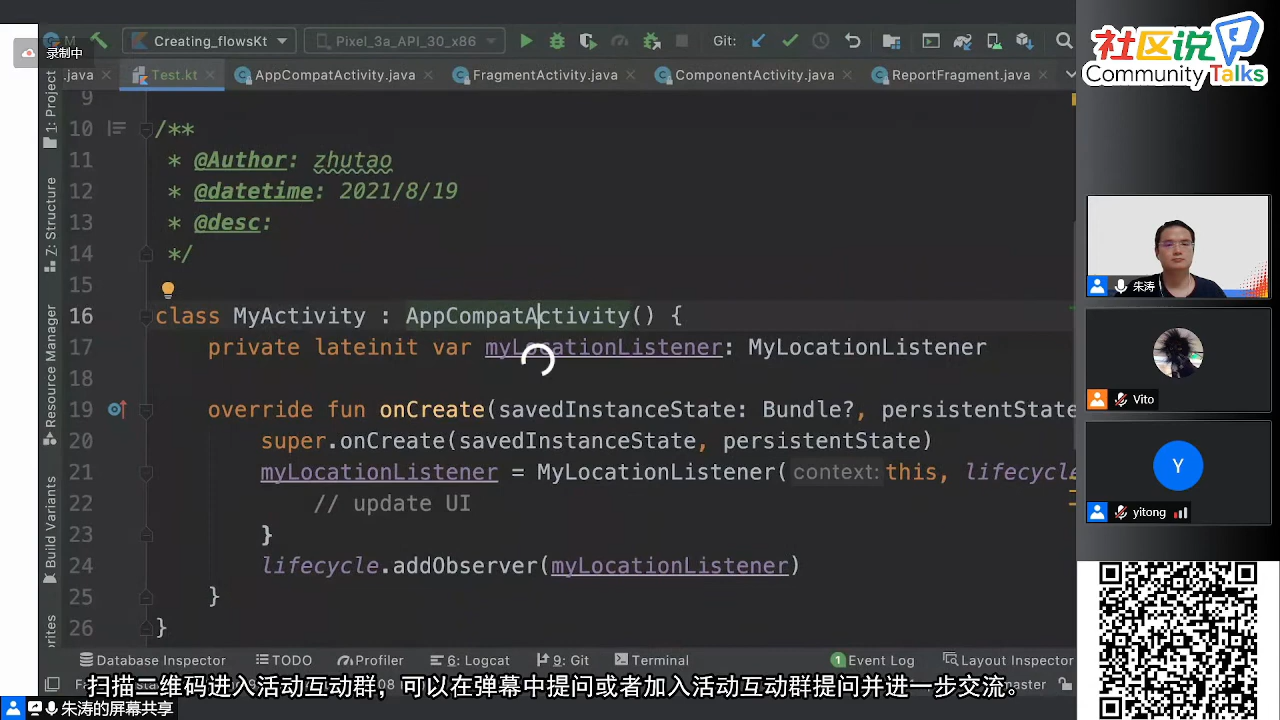 录制中
Creating_flowsKt
Git:
.java
Test.kt
AppCompatActivity.java
FragmentActivity.java
ComponentActivity.java
ReportFragment.java
社区说
Community Talks
1: Project
Z: Structure
Resource Manager
Build Variants
9
10 /**
11 * @Author: zhutao
12 * @datetime: 2021/8/19
13 * @desc:
14 */
15
16 class MyActivity : AppCompatActivity() {
17 private lateinit var myLocationListener: MyLocationListener
18
19 override fun onCreate(savedInstanceState: Bundle?, persistentState
20 super.onCreate(savedInstanceState, persistentState)
21 myLocationListener = MyLocationListener( context: this, lifecycle
22 // update UI
23 }
24 lifecycle.addObserver(myLocationListener)
25 }
26 }
朱涛
Vito
Y
yitong
Database Inspector
TODO
Profiler
6: Logcat
9: Git
Terminal
1 Event Log
Layout Inspector
master
扫描二维码进入活动互动群，可以在弹幕中提问或者加入活动互动群提问并进一步交流。
朱涛的屏幕共享